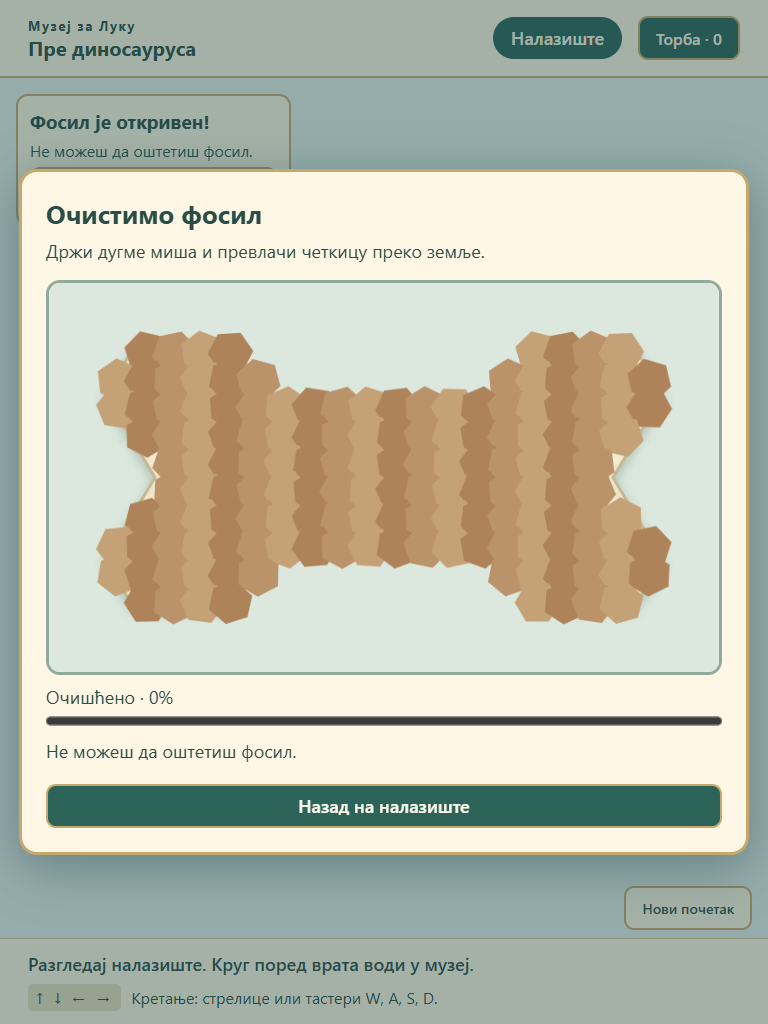 Музеј за Луку
Пре диносауруса
Налазиште
Торба · 0
Фосил је откривен!
Не можеш да оштетиш фосил.
Очистимо фосил
Држи дугме миша и превлачи четкицу преко земље.
Очишћено · 0%
Не можеш да оштетиш фосил.
Назад на налазиште
Нови почетак
Разгледај налазиште. Круг поред врата води у музеј.
↑ ↓ ← → Кретање: стрелице или тастери W, A, S, D.